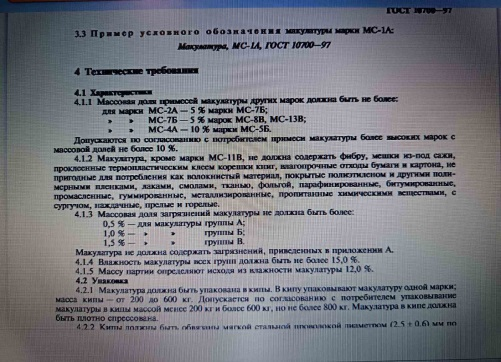 ГОСТ 10700—97
3.3 Пример условного обозначения макулатуры марки МС-1А:
Макулатура, МС-1А, ГОСТ 10700—97
4 Технические требования
4.1 Характеристики
4.1.1 Массовая доля примесей макулатуры других марок должна быть не более:
для марки МС-2А — 5 % марки МС-7Б;
» » МС-7Б — 5 % марок МС-8В, МС-13В;
» » МС-4А — 10 % марки МС-5Б.
Допускаются по согласованию с потребителем примеси макулатуры более высоких марок с
массовой долей не более 10 %.
4.1.2 Макулатура, кроме марки МС-11В, не должна содержать фибру, мешки из-под сажи,
проклеенные термопластическим клеем корешки книг, влагопрочные отходы бумаги и картона, не
пригодные для потребления как волокнистый материал, покрытые полиэтиленом и другими поли-
мерными пленками, лаками, смолами, тканью, фольгой, парафинированные, битумированные,
промасленные, гуммированные, металлизированные, пропитанные химическими веществами, с
сургучом, наждачные, прелые и горелые.
4.1.3 Массовая доля загрязнений макулатуры не должна быть более:
0,5 % — для макулатуры группы А;
1,0 % — » » группы Б;
1,5 % — » » группы В.
Макулатура не должна содержать загрязнений, приведенных в приложении А.
4.1.4 Влажность макулатуры всех групп должна быть не более 15,0 %.
4.1.5 Массу партии определяют исходя из влажности макулатуры 12,0 %.
4.2 Упаковка
4.2.1 Макулатура должна быть упакована в кипы. В кипу упаковывают макулатуру одной марки;
масса кипы — от 200 до 600 кг. Допускается по согласованию с потребителем упаковывание
макулатуры в кипы массой менее 200 кг и более 600 кг, но не более 800 кг. Макулатура в кипе должна
быть плотно спрессована.
4.2.2 Кипы должны быть обвязаны мягкой стальной проволокой диаметром (2,5 ± 0,6) мм по